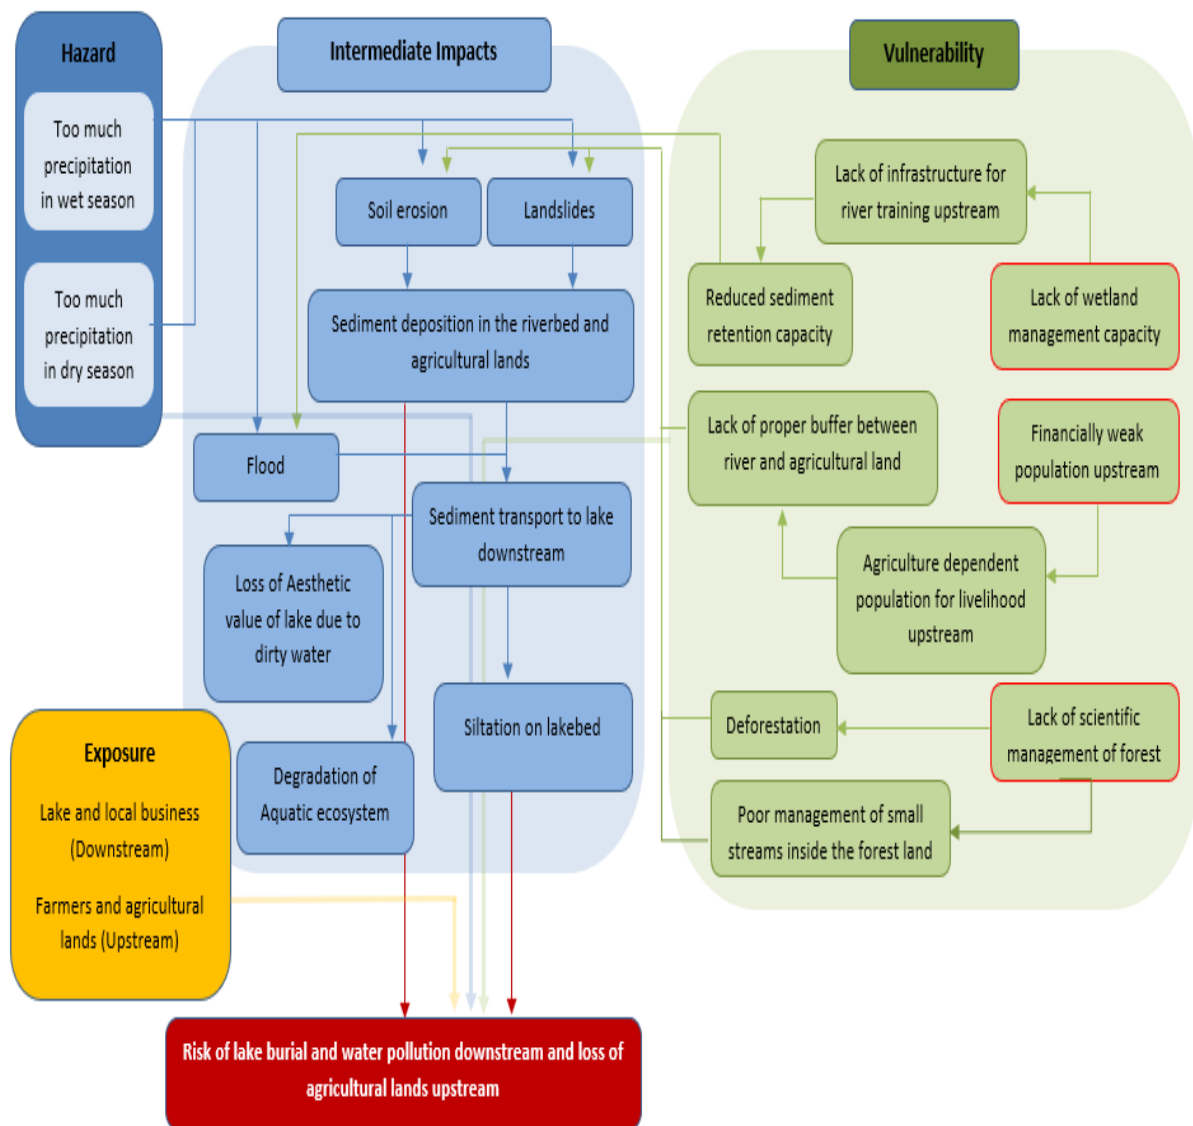 Hazard
Too much
precipitation
in wet season
Too much
precipitation
in dry season
Intermediate Impacts
Soil erosion
Landslides
Sediment deposition in the riverbed and
agricultural lands
Flood
Sediment transport to lake
downstream
Loss of Aesthetic
value of lake due to
dirty water
Siltation on lakebed
Degradation of
Aquatic ecosystem
Vulnerability
Lack of infrastructure for
river training upstream
Reduced sediment
retention capacity
Lack of wetland
management capacity
Lack of proper buffer between
river and agricultural land
Financially weak
population upstream
Agriculture dependent
population for livelihood
upstream
Deforestation
Lack of scientific
management of forest
Poor management of small
streams inside the forest land
Exposure
Lake and local business
(Downstream)
Farmers and agricultural
lands (Upstream)
Risk of lake burial and water pollution downstream and loss of
agricultural lands upstream